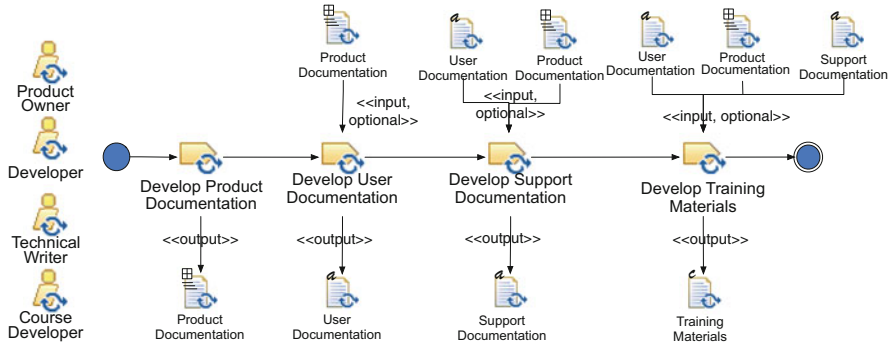 Product
Owner
Developer
Technical
Writer
Course
Developer
Product
Documentation
a
User
Documentation
Product
Documentation
a
User
Documentation
Product
Documentation
a
Support
Documentation
<<input,
optional>>
<<input,
optional>>
<<input, optional>>
Develop Product
Documentation
Develop User
Documentation
Develop Support
Documentation
Develop Training
Materials
<<output>>
<<output>>
<<output>>
<<output>>
Product
Documentation
a
User
Documentation
a
Support
Documentation
c
Training
Materials